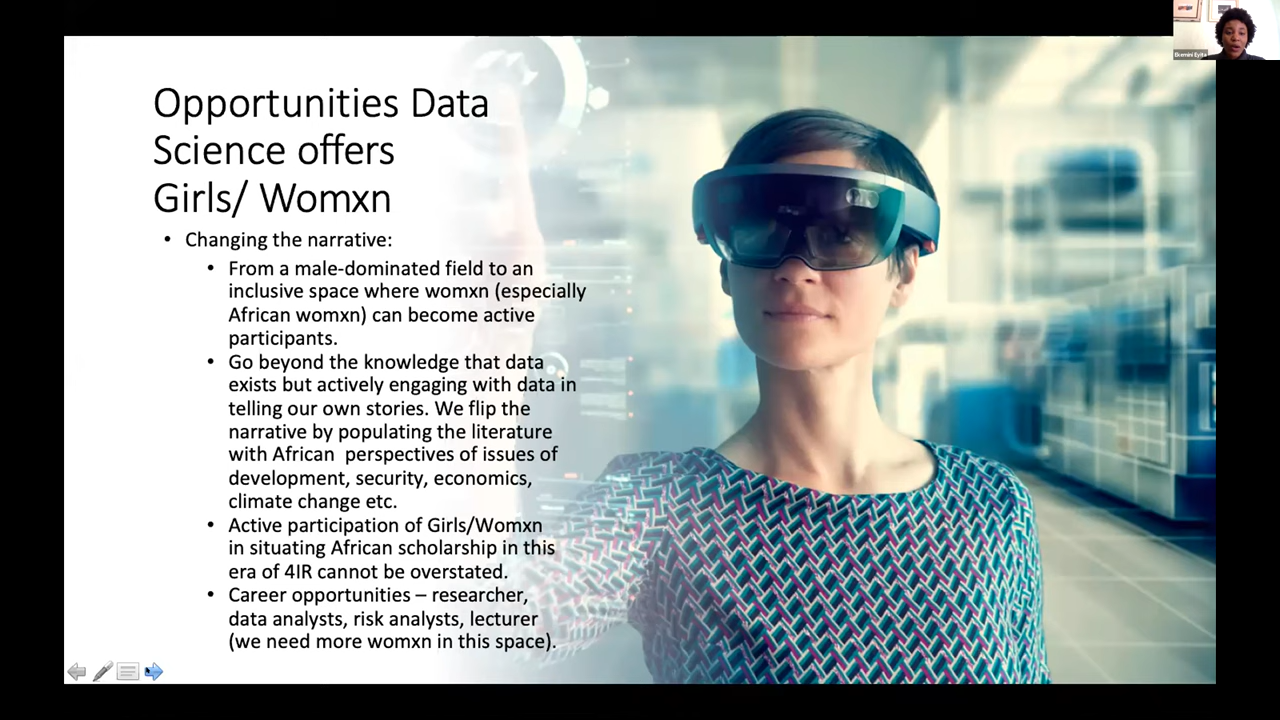 Opportunities Data
Science offers
Girls/ Womxn
• Changing the narrative:
• From a male-dominated field to an
inclusive space where womxn (especially
African womxn) can become active
participants.
• Go beyond the knowledge that data
exists but actively engaging with data in
telling our own stories. We flip the
narrative by populating the literature
with African  perspectives of issues of
development, security, economics,
climate change etc.
• Active participation of Girls/Womxn
in situating African scholarship in this
era of 4IR cannot be overstated.
• Career opportunities – researcher,
data analysts, risk analysts, lecturer
(we need more womxn in this space).